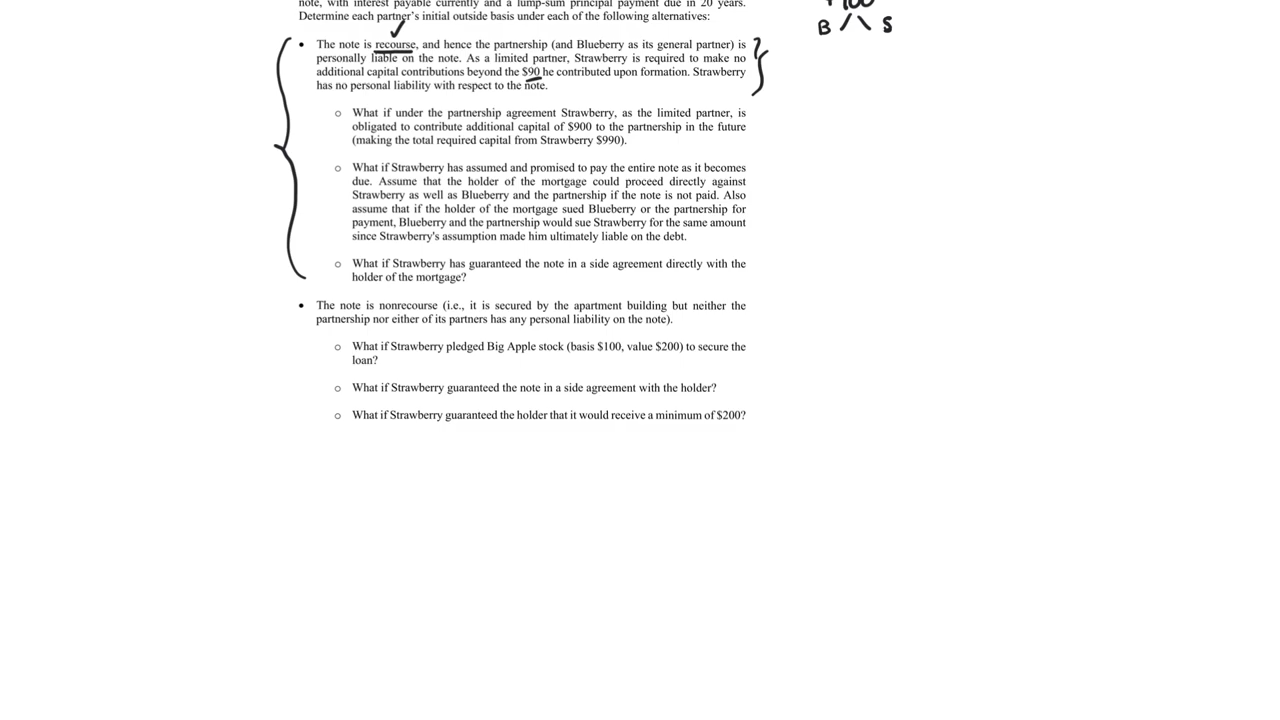 note, with interest payable currently and a lump-sum principal payment due in 20 years.
Determine each partner's initial outside basis under each of the following alternatives:
100
B /\ S
• The note is recourse, and hence the partnership (and Blueberry as its general partner) is
personally liable on the note. As a limited partner, Strawberry is required to make no
additional capital contributions beyond the $90 he contributed upon formation. Strawberry
has no personal liability with respect to the note.
o What if under the partnership agreement Strawberry, as the limited partner, is
obligated to contribute additional capital of $900 to the partnership in the future
(making the total required capital from Strawberry $990).
o What if Strawberry has assumed and promised to pay the entire note as it becomes
due. Assume that the holder of the mortgage could proceed directly against
Strawberry as well as Blueberry and the partnership if the note is not paid. Also
assume that if the holder of the mortgage sued Blueberry or the partnership for
payment, Blueberry and the partnership would sue Strawberry for the same amount
since Strawberry's assumption made him ultimately liable on the debt.
o What if Strawberry has guaranteed the note in a side agreement directly with the
holder of the mortgage?
• The note is nonrecourse (i.e., it is secured by the apartment building but neither the
partnership nor either of its partners has any personal liability on the note).
o What if Strawberry pledged Big Apple stock (basis $100, value $200) to secure the
loan?
o What if Strawberry guaranteed the note in a side agreement with the holder?
o What if Strawberry guaranteed the holder that it would receive a minimum of $200?